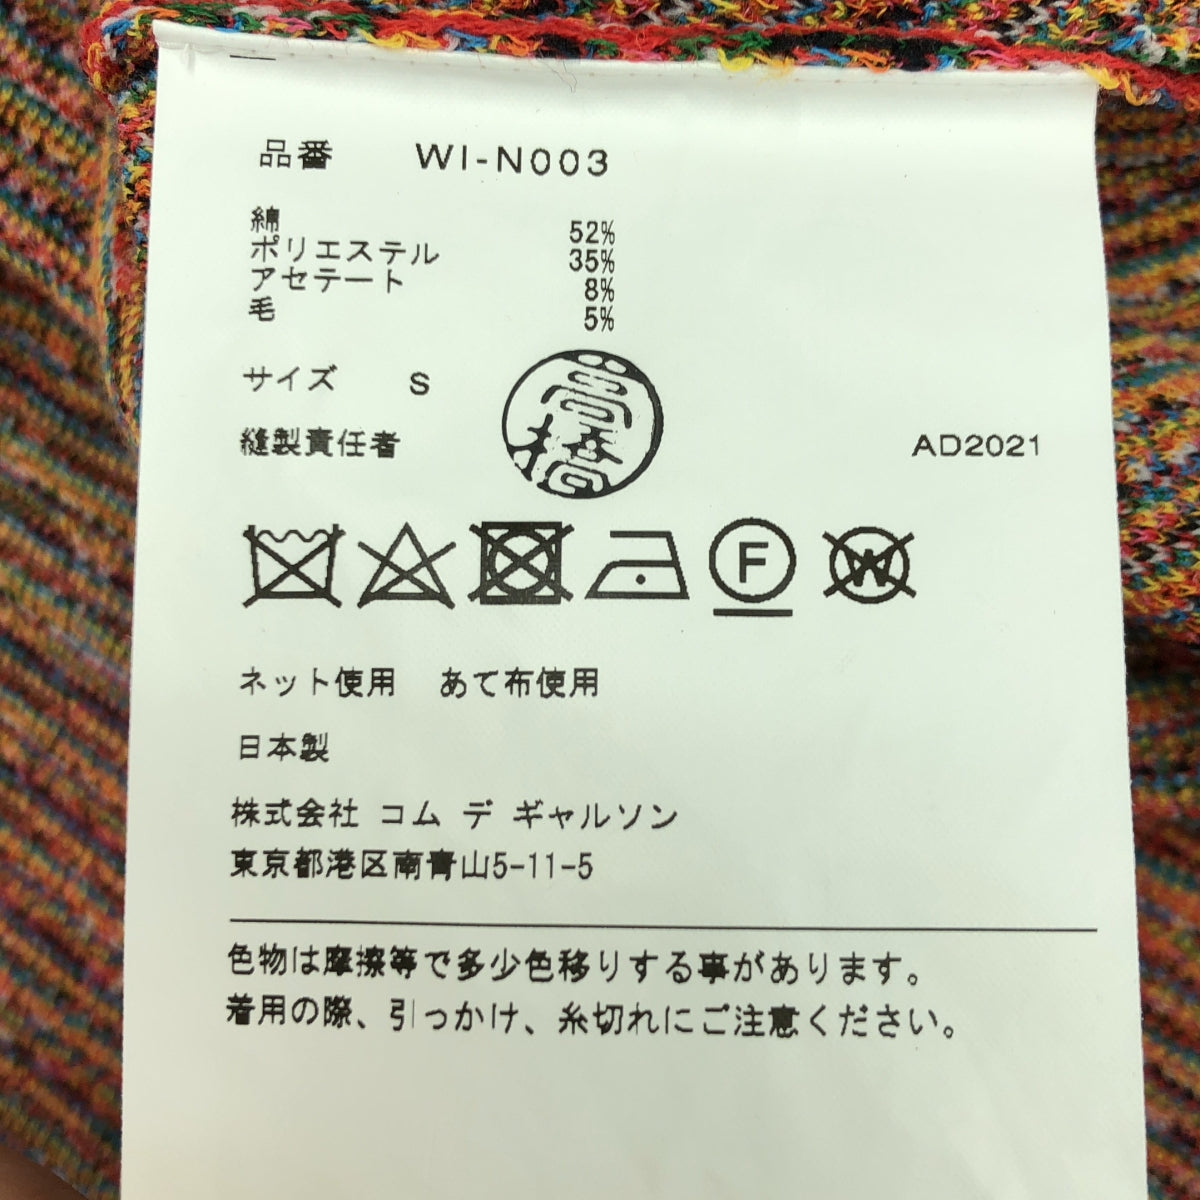 品番 WI-N003
綿 52%
ポリエステル 35%
アセテート 8%
毛 5%
サイズ S
縫製責任者 高橋 AD2021
F W
ネット使用 あて布使用
日本製
株式会社 コム デ ギャルソン
東京都港区南青山5-11-5
色物は摩擦等で多少色移りする事があります。
着用の際、引っかけ、糸切れにご注意ください。